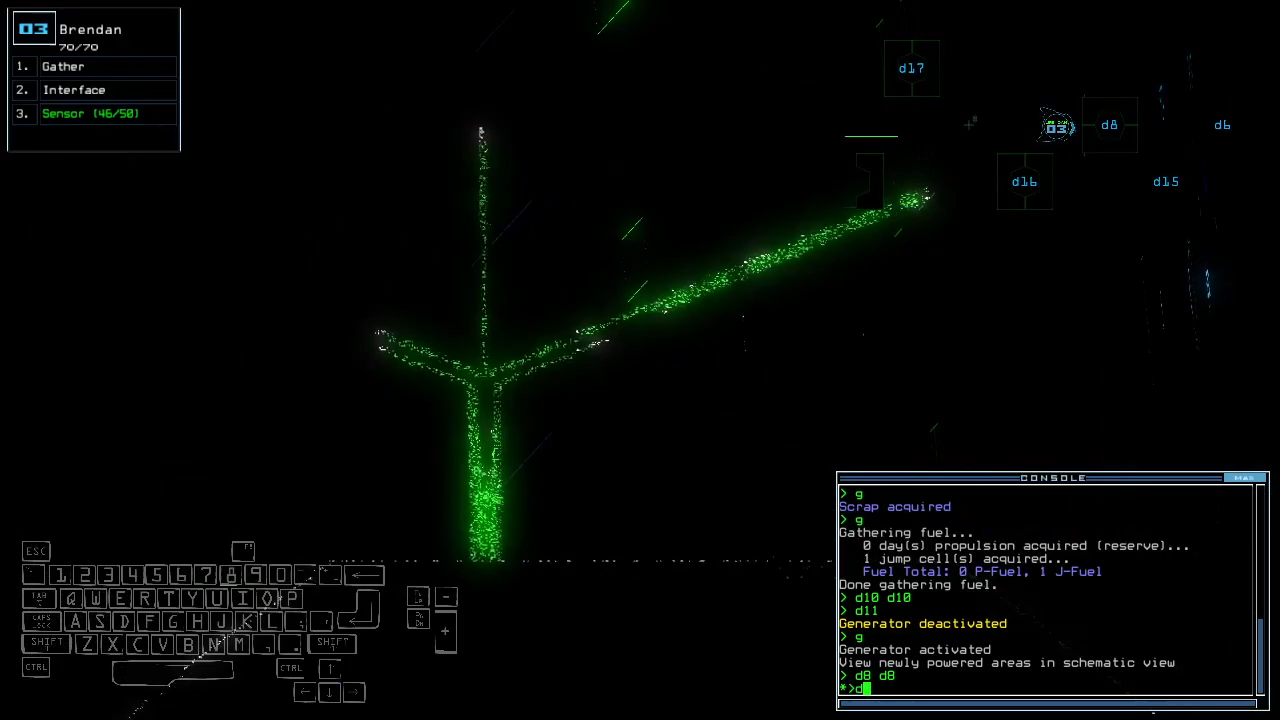 03 Brendan
70/70
1. Gather
2. Interface
3. Sensor (46/50)
d17
03
d8
d6
d16
d15
CONSOLE
> g
Scrap acquired
> g
Gathering fuel...
0 day(s) propulsion acquired (reserve)...
1 jump cell(s) acquired...
Fuel Total: 0 P-Fuel, 1 J-Fuel
Done gathering fuel.
> d10 d10
> d11
Generator deactivated
> g
Generator activated
View newly powered areas in schematic view
> d8 d8
*>d
ESC
1 2 3 4 5 6 7 8 9 0 -
TAB Q W E R T Y U I O P
CAPS LOCK A S D F G H J K L ; '
SHIFT Z X C V B N M , . SHIFT
CTRL CTRL
- +